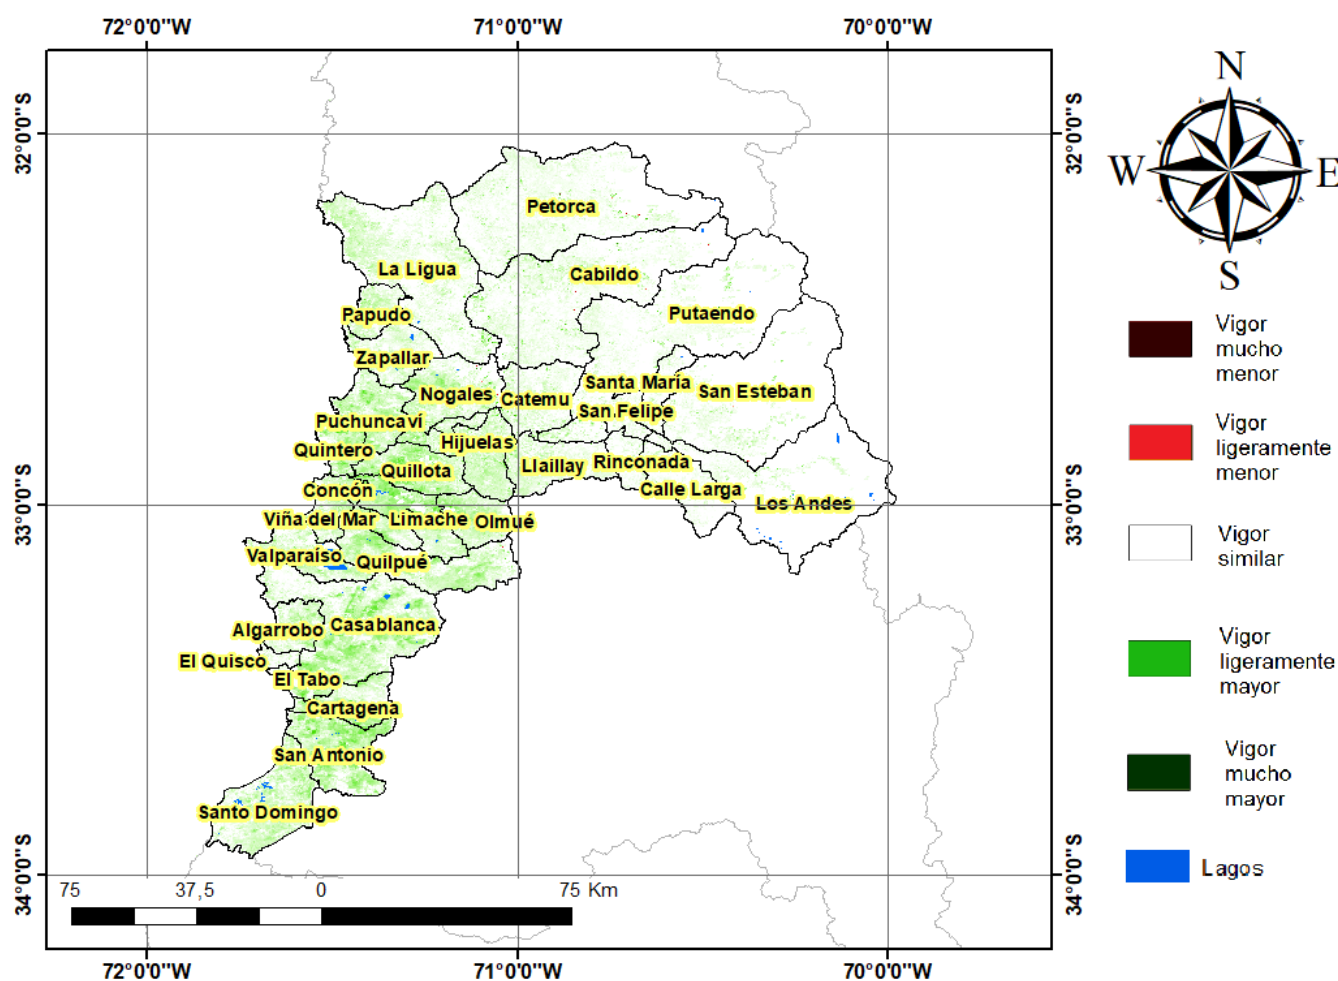 72°0'0"W 71°0'0"W 70°0'0"W
32°0'0"S
32°0'0"S
33°0'0"S
33°0'0"S
34°0'0"S
34°0'0"S
Petorca
La Ligua
Cabildo
Papudo
Putaendo
Zapallar
Santa María
Nogales
Catemu
San Esteban
San Felipe
Puchuncaví
Hijuelas
Quintero
Quillota
Llaillay
Rinconada
Concón
Calle Larga
Los Andes
Viña del Mar
Limache
Olmué
Valparaíso
Quilpué
Algarrobo
Casablanca
El Quisco
El Tabo
Cartagena
San Antonio
Santo Domingo
75 37,5 0 75 Km
72°0'0"W 71°0'0"W 70°0'0"W
N
W E
S
Vigor
mucho
menor
Vigor
ligeramente
menor
Vigor
similar
Vigor
ligeramente
mayor
Vigor
mucho
mayor
Lagos